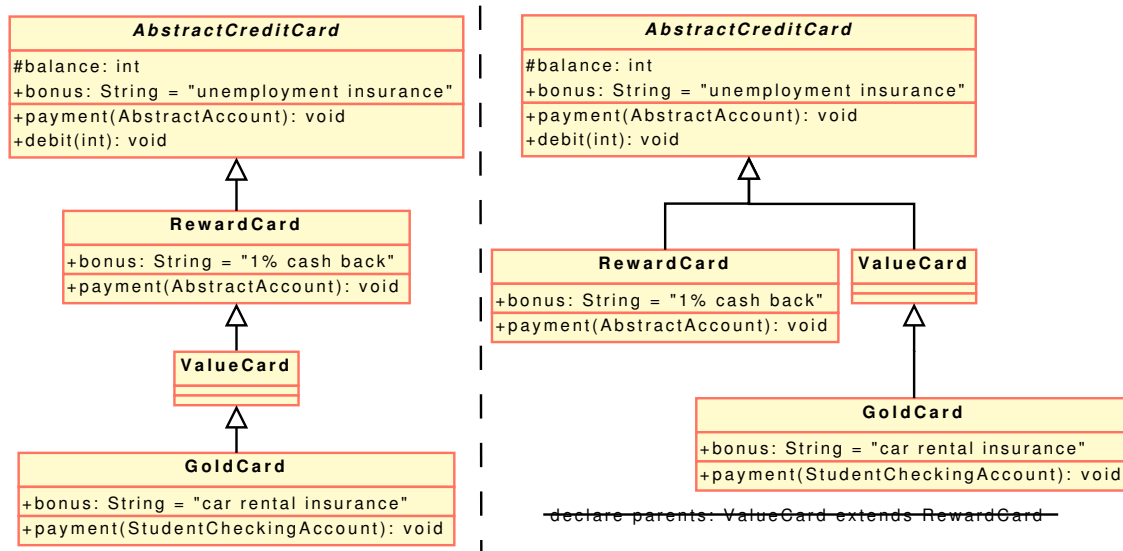 AbstractCreditCard
#balance: int
+bonus: String = "unemployment insurance"
+payment(AbstractAccount): void
+debit(int): void
RewardCard
+bonus: String = "1% cash back"
+payment(AbstractAccount): void
ValueCard
GoldCard
+bonus: String = "car rental insurance"
+payment(StudentCheckingAccount): void
AbstractCreditCard
#balance: int
+bonus: String = "unemployment insurance"
+payment(AbstractAccount): void
+debit(int): void
RewardCard
+bonus: String = "1% cash back"
+payment(AbstractAccount): void
ValueCard
GoldCard
+bonus: String = "car rental insurance"
+payment(StudentCheckingAccount): void
declare parents: ValueCard extends RewardCard